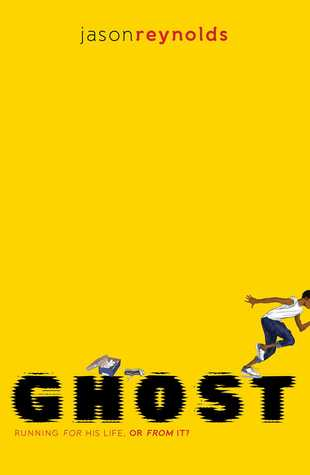 jasonreynolds
GHOST
RUNNING FOR HIS LIFE, OR FROM IT?